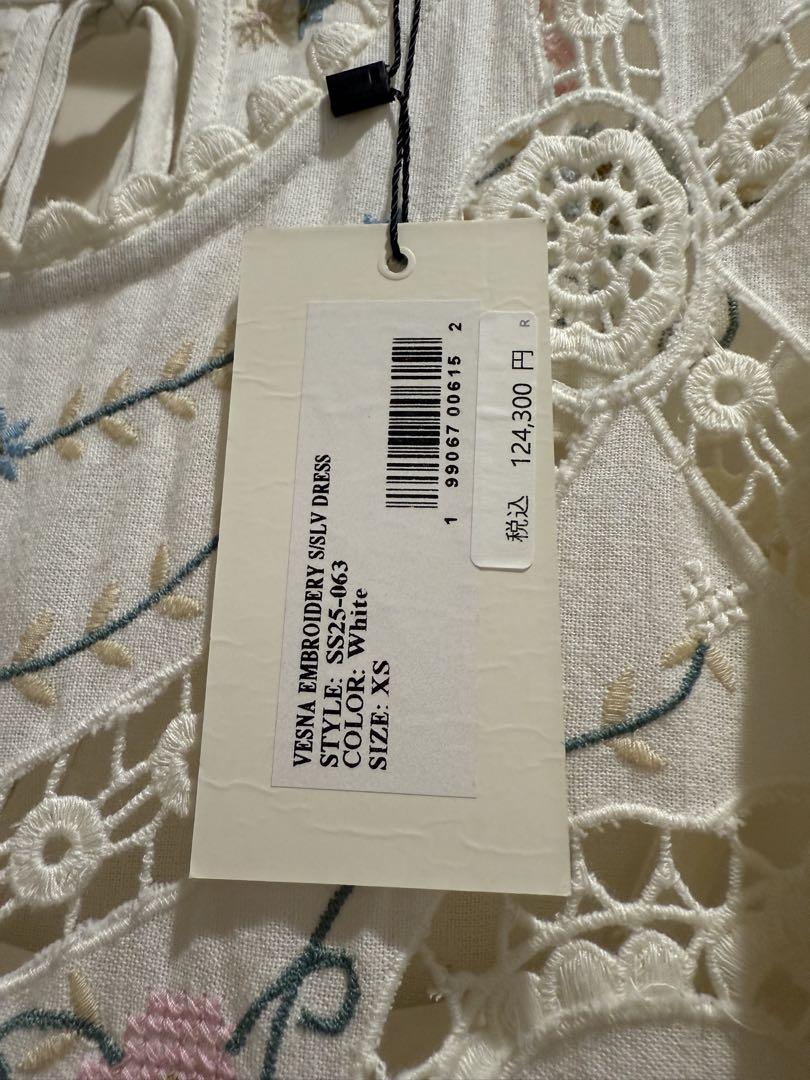 VESNA EMBROIDERY S/SLV DRESS
STYLE: SS25-063
COLOR: White
SIZE: XS
1 99067 00615 2
税込 124,300 円
R